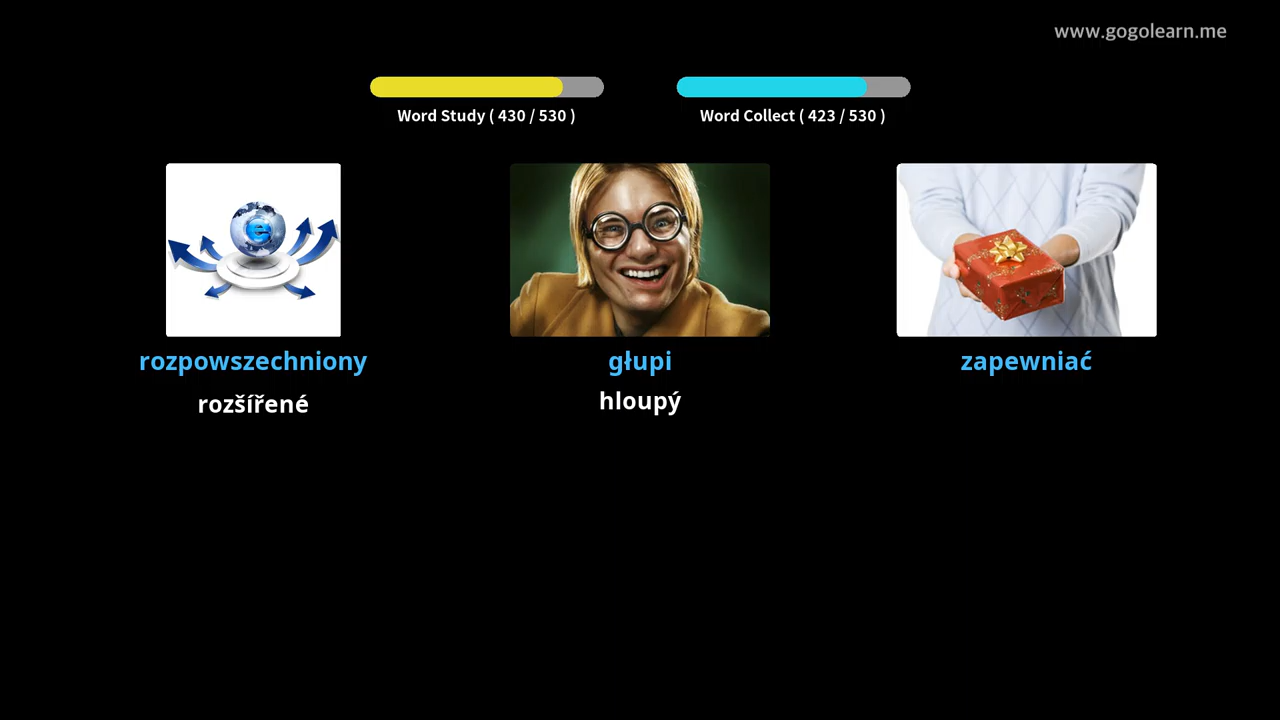 www.gogolearn.me
Word Study ( 430 / 530 )
Word Collect ( 423 / 530 )
rozpowszechniony
głupi
zapewniać
rozšířené
hloupý